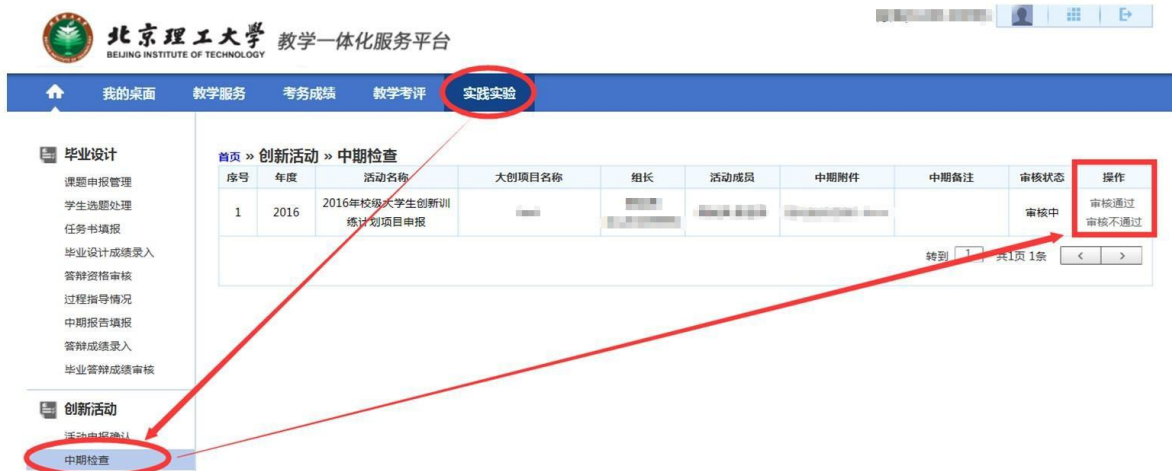 北京理工大学 教学一体化服务平台
BEIJING INSTITUTE OF TECHNOLOGY
我的桌面 教学服务 考务成绩 教学考评 实践实验
毕业设计
课题申报管理
学生选题处理
任务书填报
毕业设计成绩录入
答辩资格审核
过程指导情况
中期报告填报
答辩成绩录入
毕业答辩成绩审核
创新活动
活动申报确认
中期检查
首页 » 创新活动 » 中期检查
序号 年度 活动名称 大创项目名称 组长 活动成员 中期附件 中期备注 审核状态 操作
1 2016 2016年校级大学生创新训 审核中 审核通过
练计划项目申报 审核不通过
转到 1 共1页 1条 < >